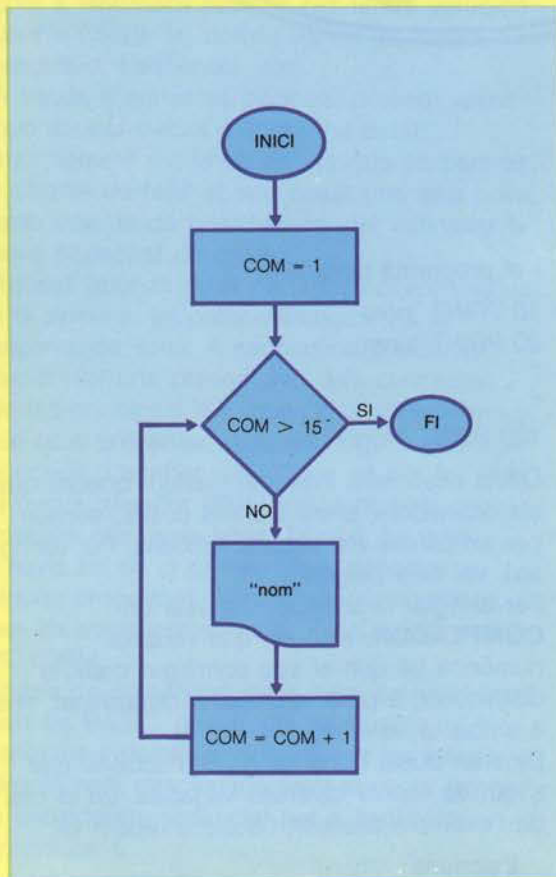 INICI
COM = 1
COM > 15
SI
FI
NO
"nom"
COM = COM + 1